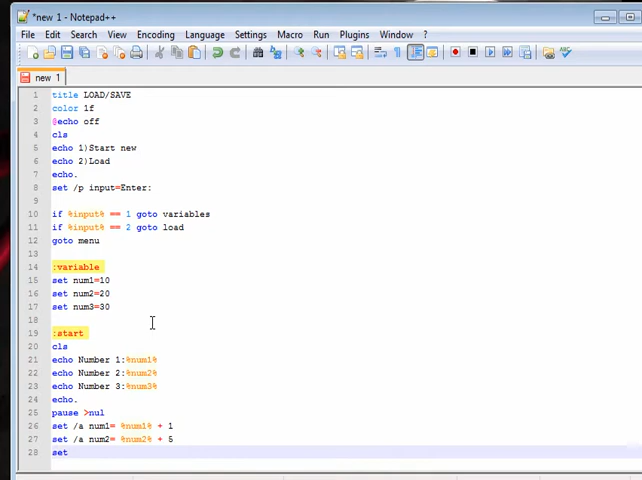 *new 1 - Notepad++
File Edit Search View Encoding Language Settings Macro Run Plugins Window ?
new 1
1 title LOAD/SAVE
2 color 1f
3 @echo off
4 cls
5 echo 1)Start new
6 echo 2)Load
7 echo.
8 set /p input=Enter:
9
10 if %input% == 1 goto variables
11 if %input% == 2 goto load
12 goto menu
13
14 :variable
15 set num1=10
16 set num2=20
17 set num3=30
18
19 :start
20 cls
21 echo Number 1:%num1%
22 echo Number 2:%num2%
23 echo Number 3:%num3%
24 echo.
25 pause >nul
26 set /a num1= %num1% + 1
27 set /a num2= %num2% + 5
28 set